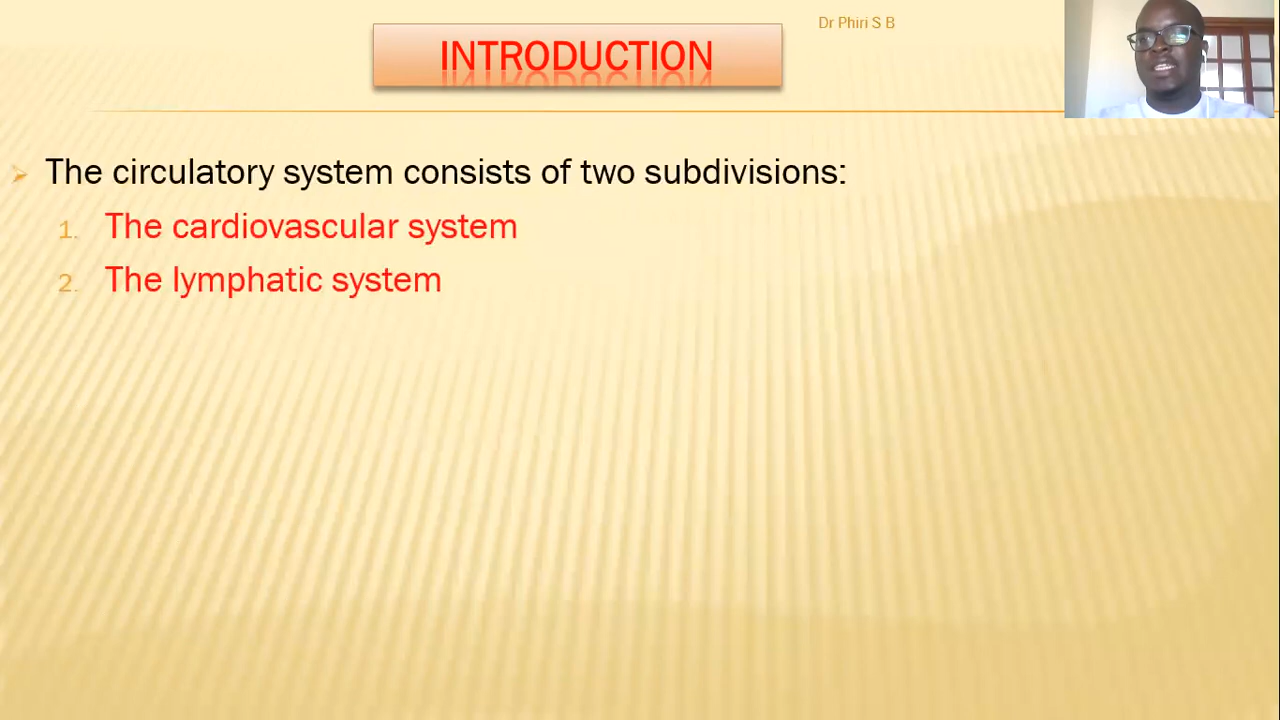 Dr Phiri S B
INTRODUCTION
The circulatory system consists of two subdivisions:
1. The cardiovascular system
2. The lymphatic system